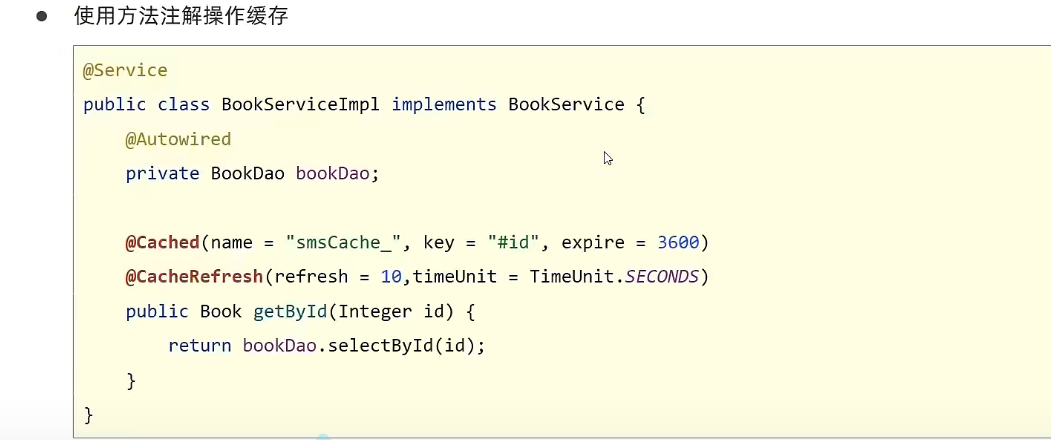 ● 使用方法注解操作缓存
@Service
public class BookServiceImpl implements BookService {
    @Autowired
    private BookDao bookDao;

    @Cached(name = "smsCache_", key = "#id", expire = 3600)
    @CacheRefresh(refresh = 10,timeUnit = TimeUnit.SECONDS)
    public Book getById(Integer id) {
        return bookDao.selectById(id);
    }
}